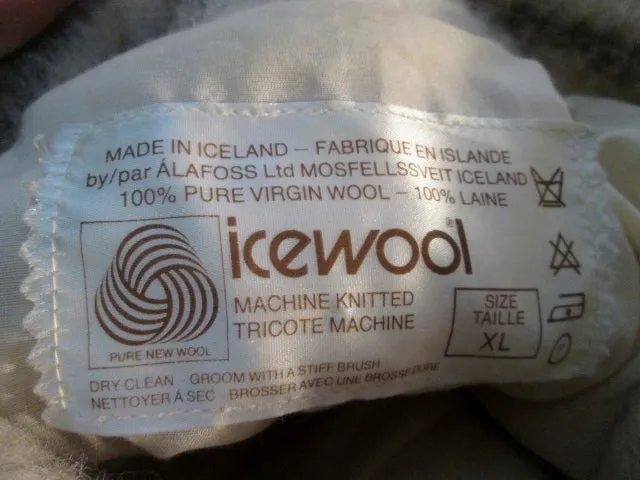 MADE IN ICELAND – FABRIQUE EN ISLANDE
by/par ÁLAFOSS Ltd MOSFELLSSVEIT ICELAND
100% PURE VIRGIN WOOL – 100% LAINE
icewool®
MACHINE KNITTED
TRICOTE MACHINE
PURE NEW WOOL
SIZE
TAILLE
XL
DRY CLEAN - GROOM WITH A STIFF BRUSH
NETTOYER À SEC - BROSSER AVEC UNE BROSSE DURE